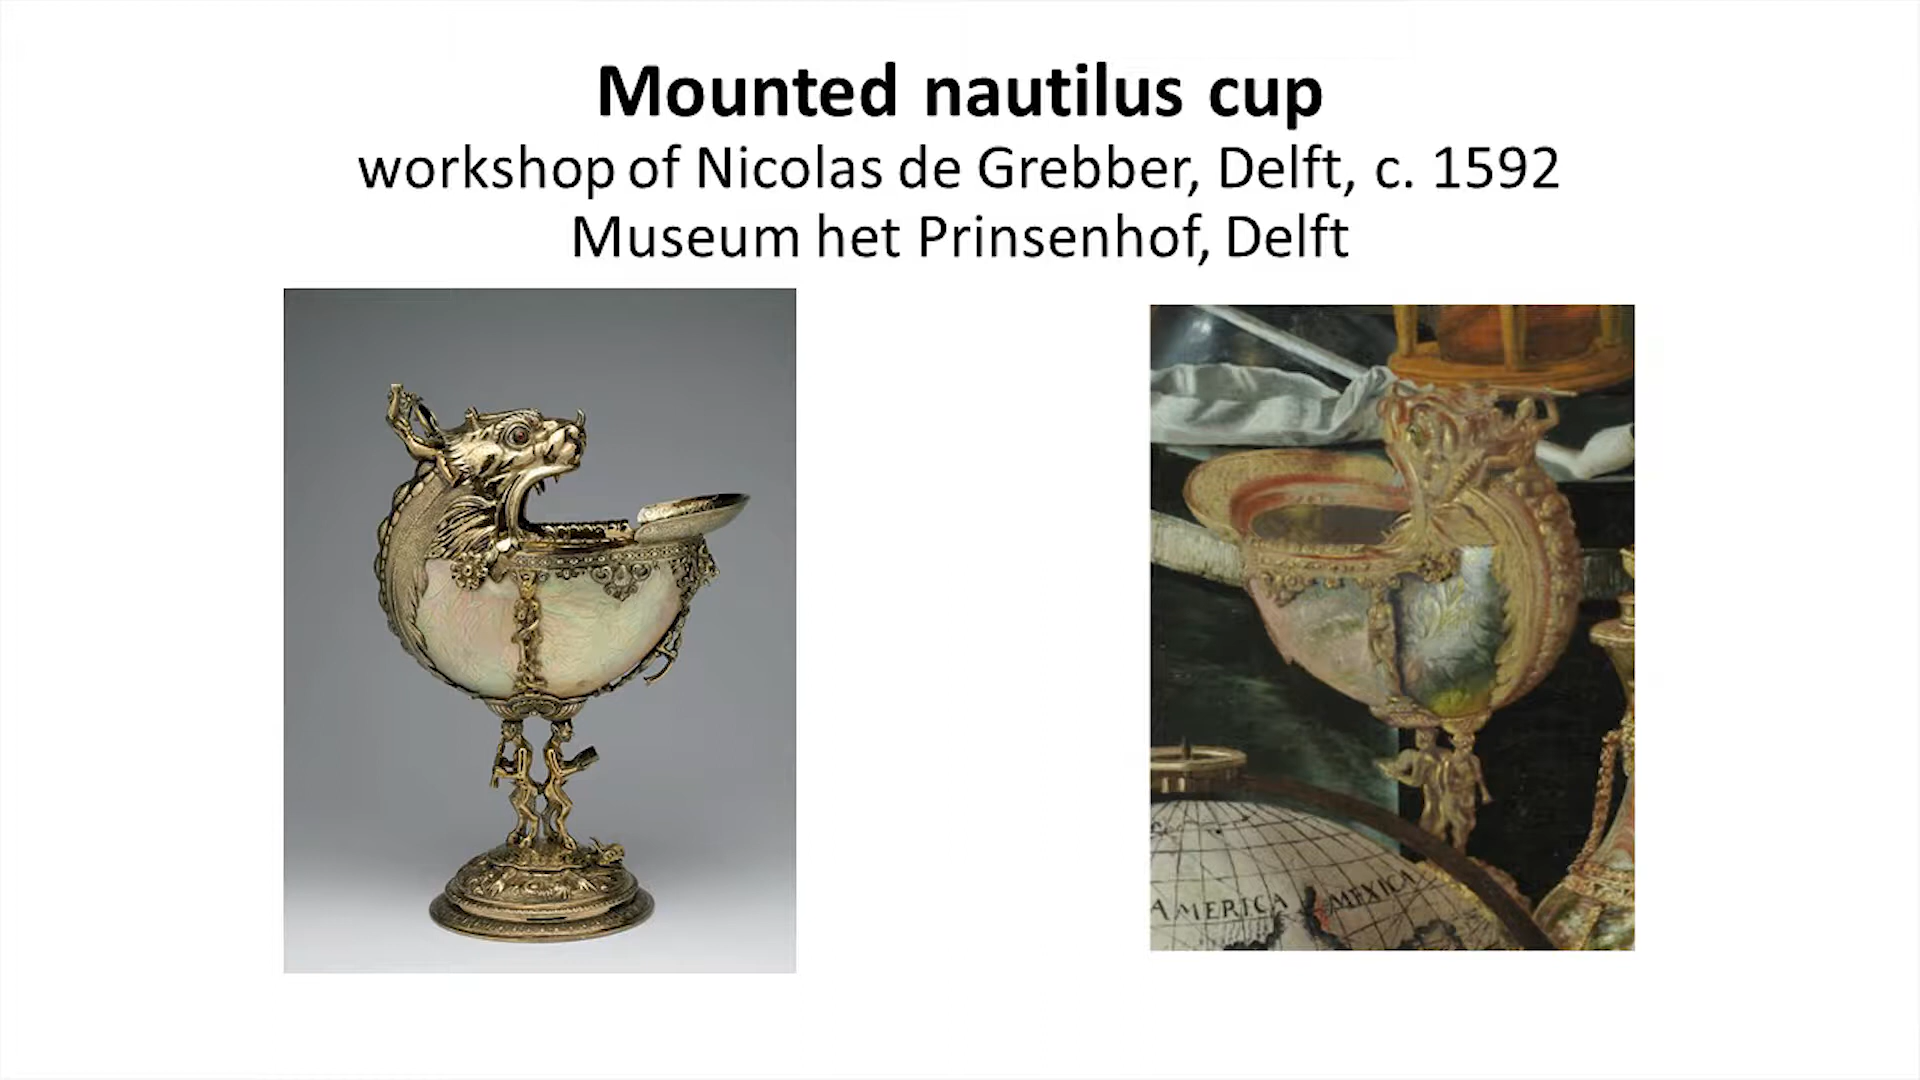 Mounted nautilus cup
workshop of Nicolas de Grebber, Delft, c. 1592
Museum het Prinsenhof, Delft
AMERICA MEXICA